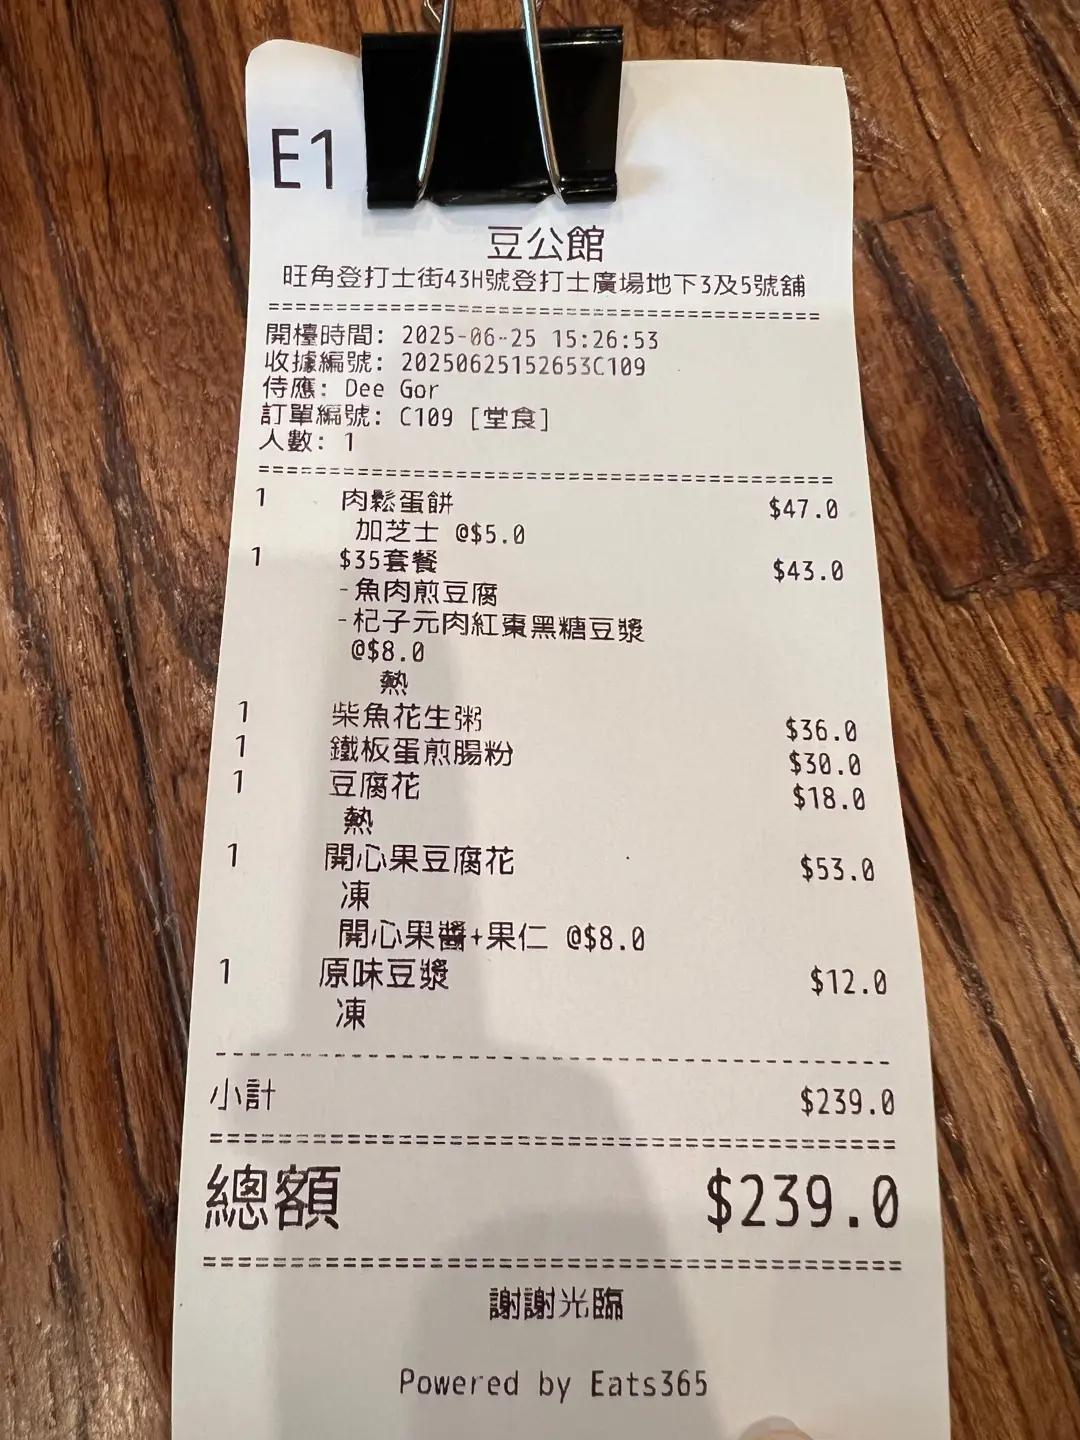 E1
豆公館
旺角登打士街43H號登打士廣場地下3及5號舖
開檯時間: 2025-06-25 15:26:53
收據編號: 20250625152653C109
侍應: Dee Gor
訂單編號: C109 [堂食]
人數: 1
1 肉鬆蛋餅 $47.0
加芝士 @$5.0
1 $35套餐 $43.0
-魚肉煎豆腐
-杞子元肉紅棗黑糖豆漿
@$8.0
熱
1 柴魚花生粥 $36.0
1 鐵板蛋煎腸粉 $30.0
1 豆腐花 $18.0
熱
1 開心果豆腐花 $53.0
凍
開心果醬+果仁 @$8.0
1 原味豆漿 $12.0
凍
小計 $239.0
總額 $239.0
謝謝光臨
Powered by Eats365